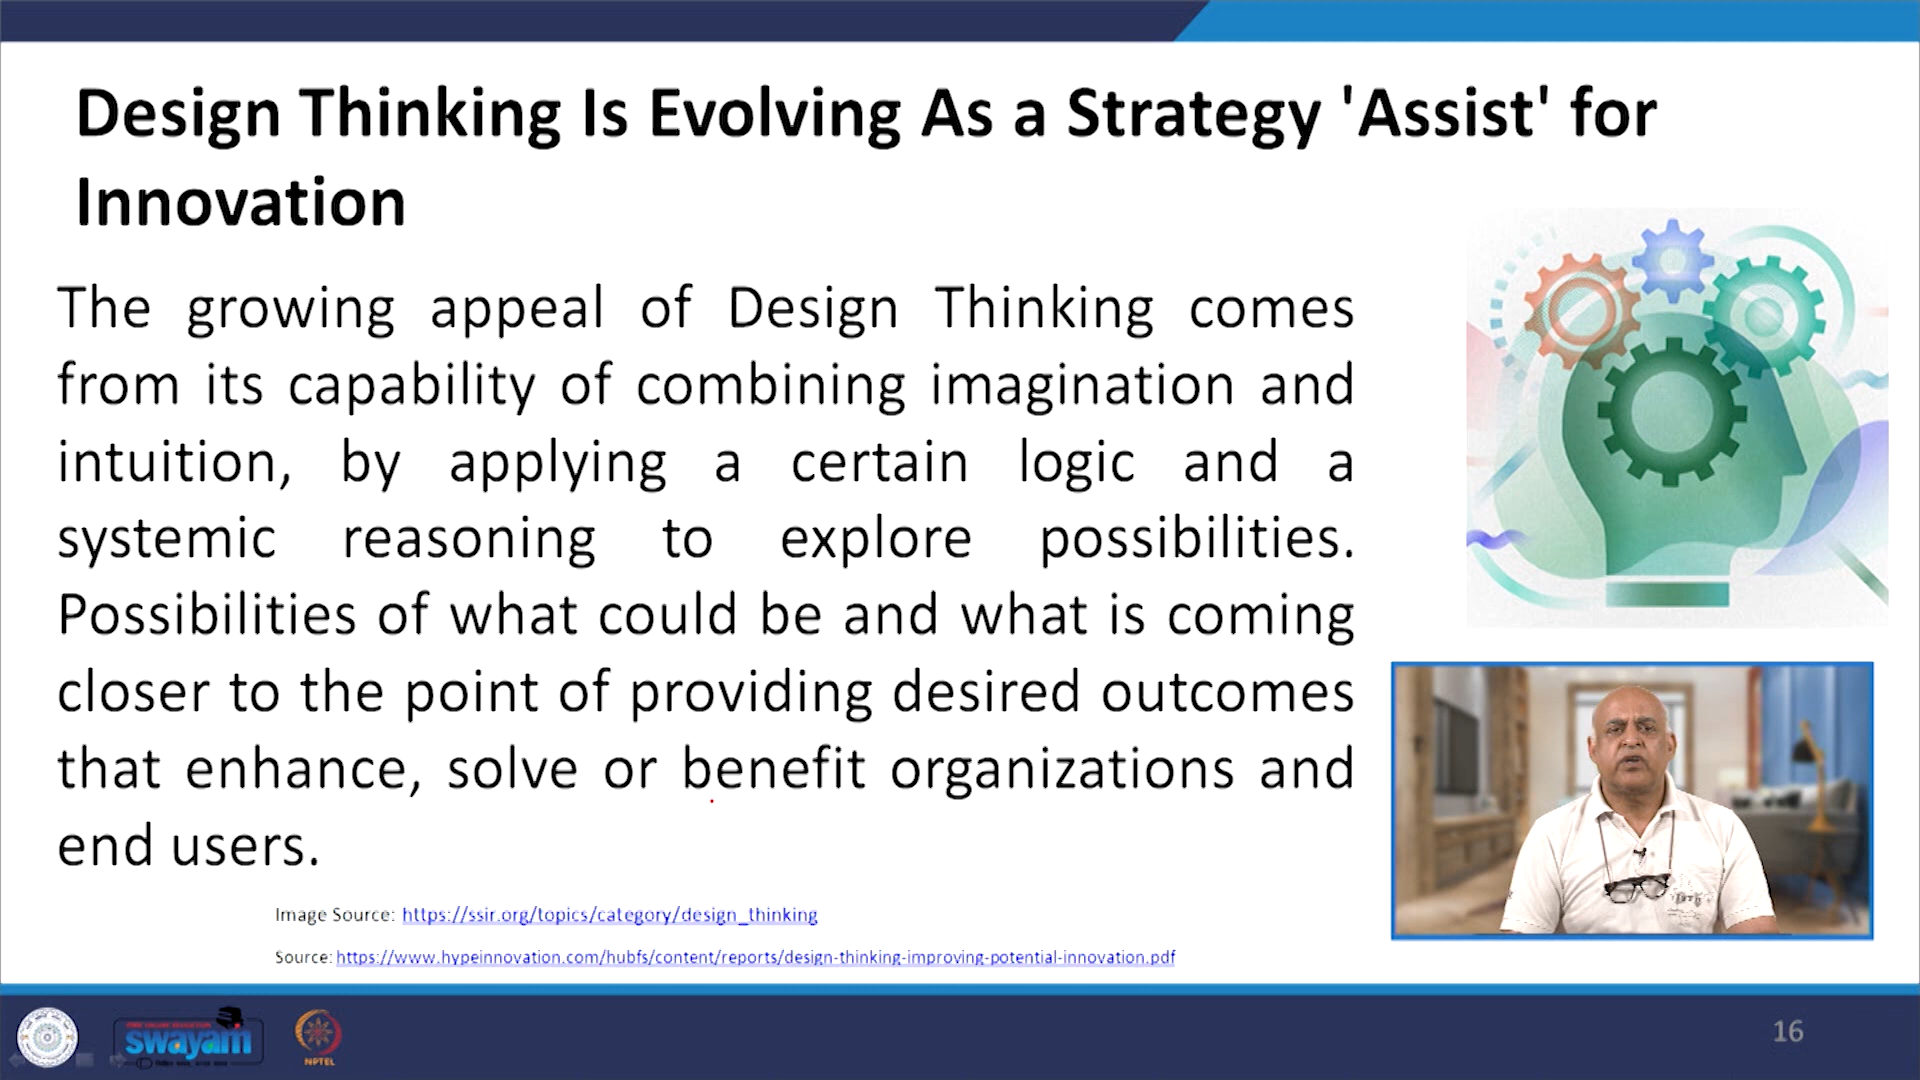 Design Thinking Is Evolving As a Strategy 'Assist' for
Innovation
The growing appeal of Design Thinking comes
from its capability of combining imagination and
intuition, by applying a certain logic and a
systemic reasoning to explore possibilities.
Possibilities of what could be and what is coming
closer to the point of providing desired outcomes
that enhance, solve or benefit organizations and
end users.
Image Source: https://ssir.org/topics/category/design_thinking
Source: https://www.hypeinnovation.com/hubfs/content/reports/design-thinking-improving-potential-innovation.pdf
swayam
NPTEL
16